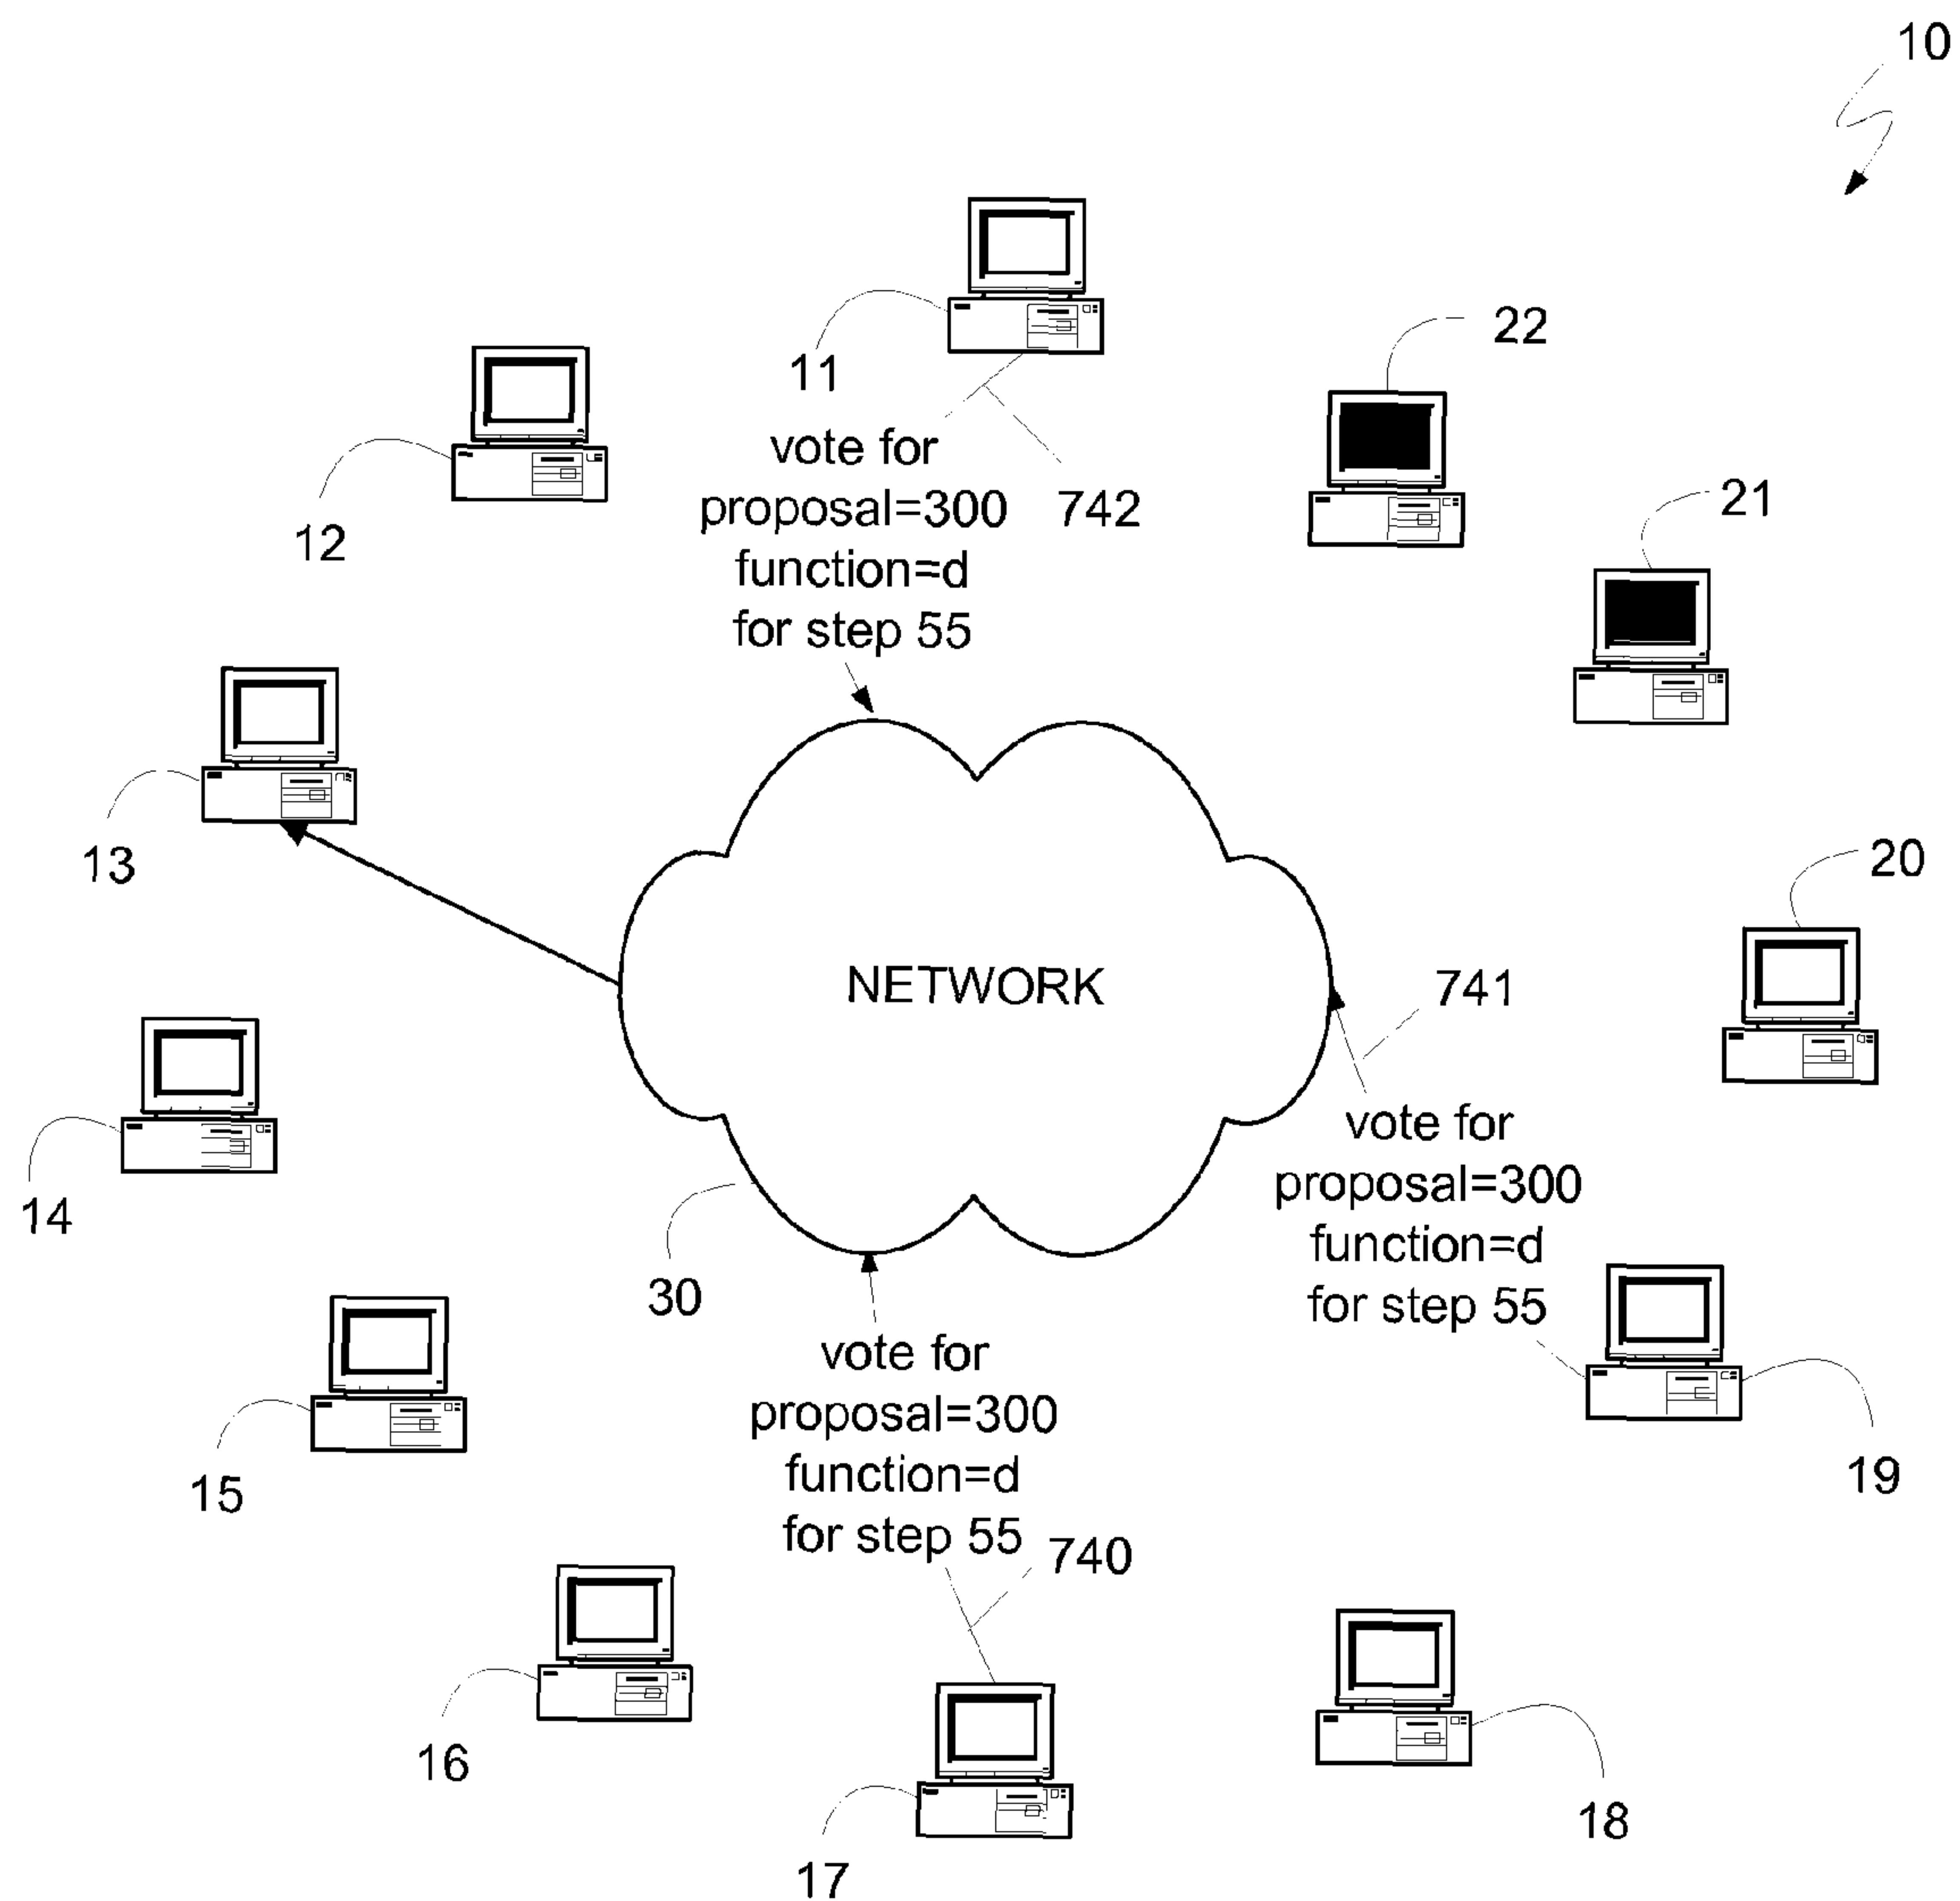 10
22
11
vote for
proposal=300
function=d
for step 55
742
12
21
13
20
NETWORK
741
vote for
proposal=300
function=d
for step 55
14
30
vote for
proposal=300
function=d
for step 55
740
15
19
16
18
17